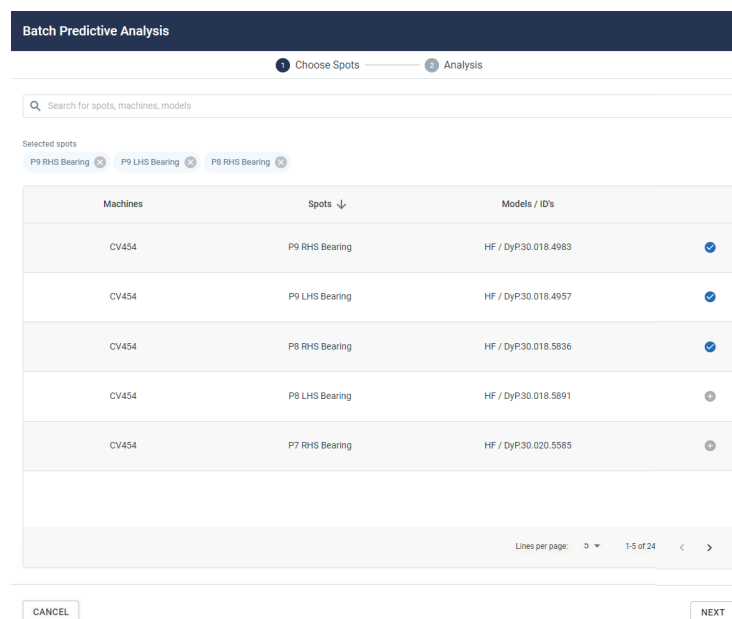 Batch Predictive Analysis
1 Choose Spots 2 Analysis
Search for spots, machines, models
Selected spots
P9 RHS Bearing P9 LHS Bearing P8 RHS Bearing
Machines Spots Models / ID's
CV454 P9 RHS Bearing HF / DyP.30.018.4983
CV454 P9 LHS Bearing HF / DyP.30.018.4957
CV454 P8 RHS Bearing HF / DyP.30.018.5836
CV454 P8 LHS Bearing HF / DyP.30.018.5891
CV454 P7 RHS Bearing HF / DyP.30.020.5585
Lines per page: 1-5 of 24
CANCEL NEXT